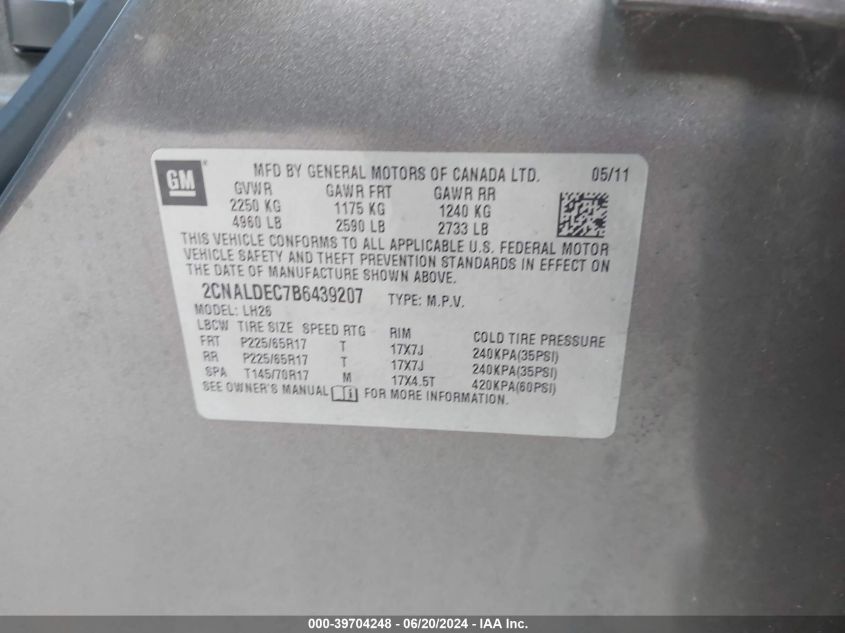 GM
MFD BY GENERAL MOTORS OF CANADA LTD. 05/11
GVWR GAWR FRT GAWR RR
2250 KG 1175 KG 1240 KG
4960 LB 2590 LB 2733 LB
THIS VEHICLE CONFORMS TO ALL APPLICABLE U.S. FEDERAL MOTOR
VEHICLE SAFETY AND THEFT PREVENTION STANDARDS IN EFFECT ON
THE DATE OF MANUFACTURE SHOWN ABOVE.
2CNALDEC7B6439207 TYPE: M.P.V.
MODEL: LH26
LBCW TIRE SIZE SPEED RTG RIM COLD TIRE PRESSURE
FRT P225/65R17 T 17X7J 240KPA(35PSI)
RR P225/65R17 T 17X7J 240KPA(35PSI)
SPA T145/70R17 M 17X4.5T 420KPA(60PSI)
SEE OWNER'S MANUAL FOR MORE INFORMATION.
000-39704248 - 06/20/2024 - IAA Inc.